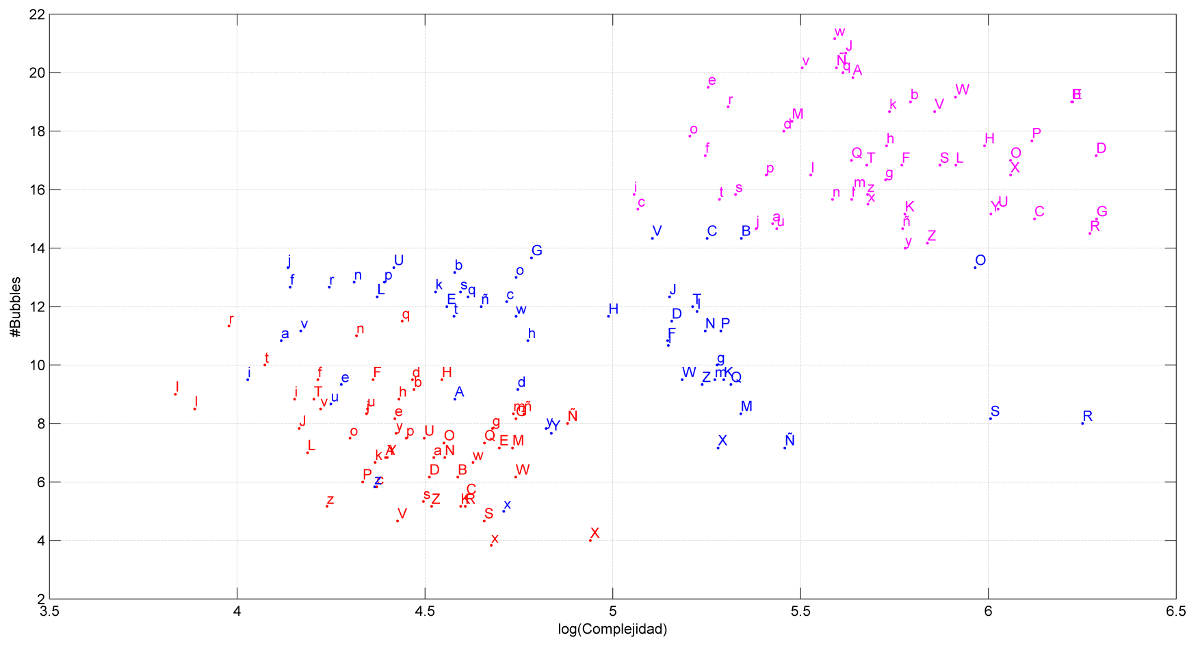 22
w
J
v Ñ q A
20
e
b W E
r k V
M
18 d
o P
h H
f Q D
T F S L O
p l X
g
16 m
i s z
t n l x
c K Y U C G
a
j u ñ R
V C B Z
14 y
G
j U O
b o
f r n p
L k s q J
c
12 E ñ T
t w H l
r q D
v N P
n
a h J F
10 t g
i f F d H W Z m K Q
e b
l i T h A d
l u v u m G ñ M
e
8 J y g Ñ y Y S R
o p U O Q
L A Y a N E M X Ñ
k w
6 P D B W
z c
C
z s Z K R x
V S
4 x X
2
3.5 4 4.5 5 5.5 6 6.5
log(Complejidad)
#Bubbles